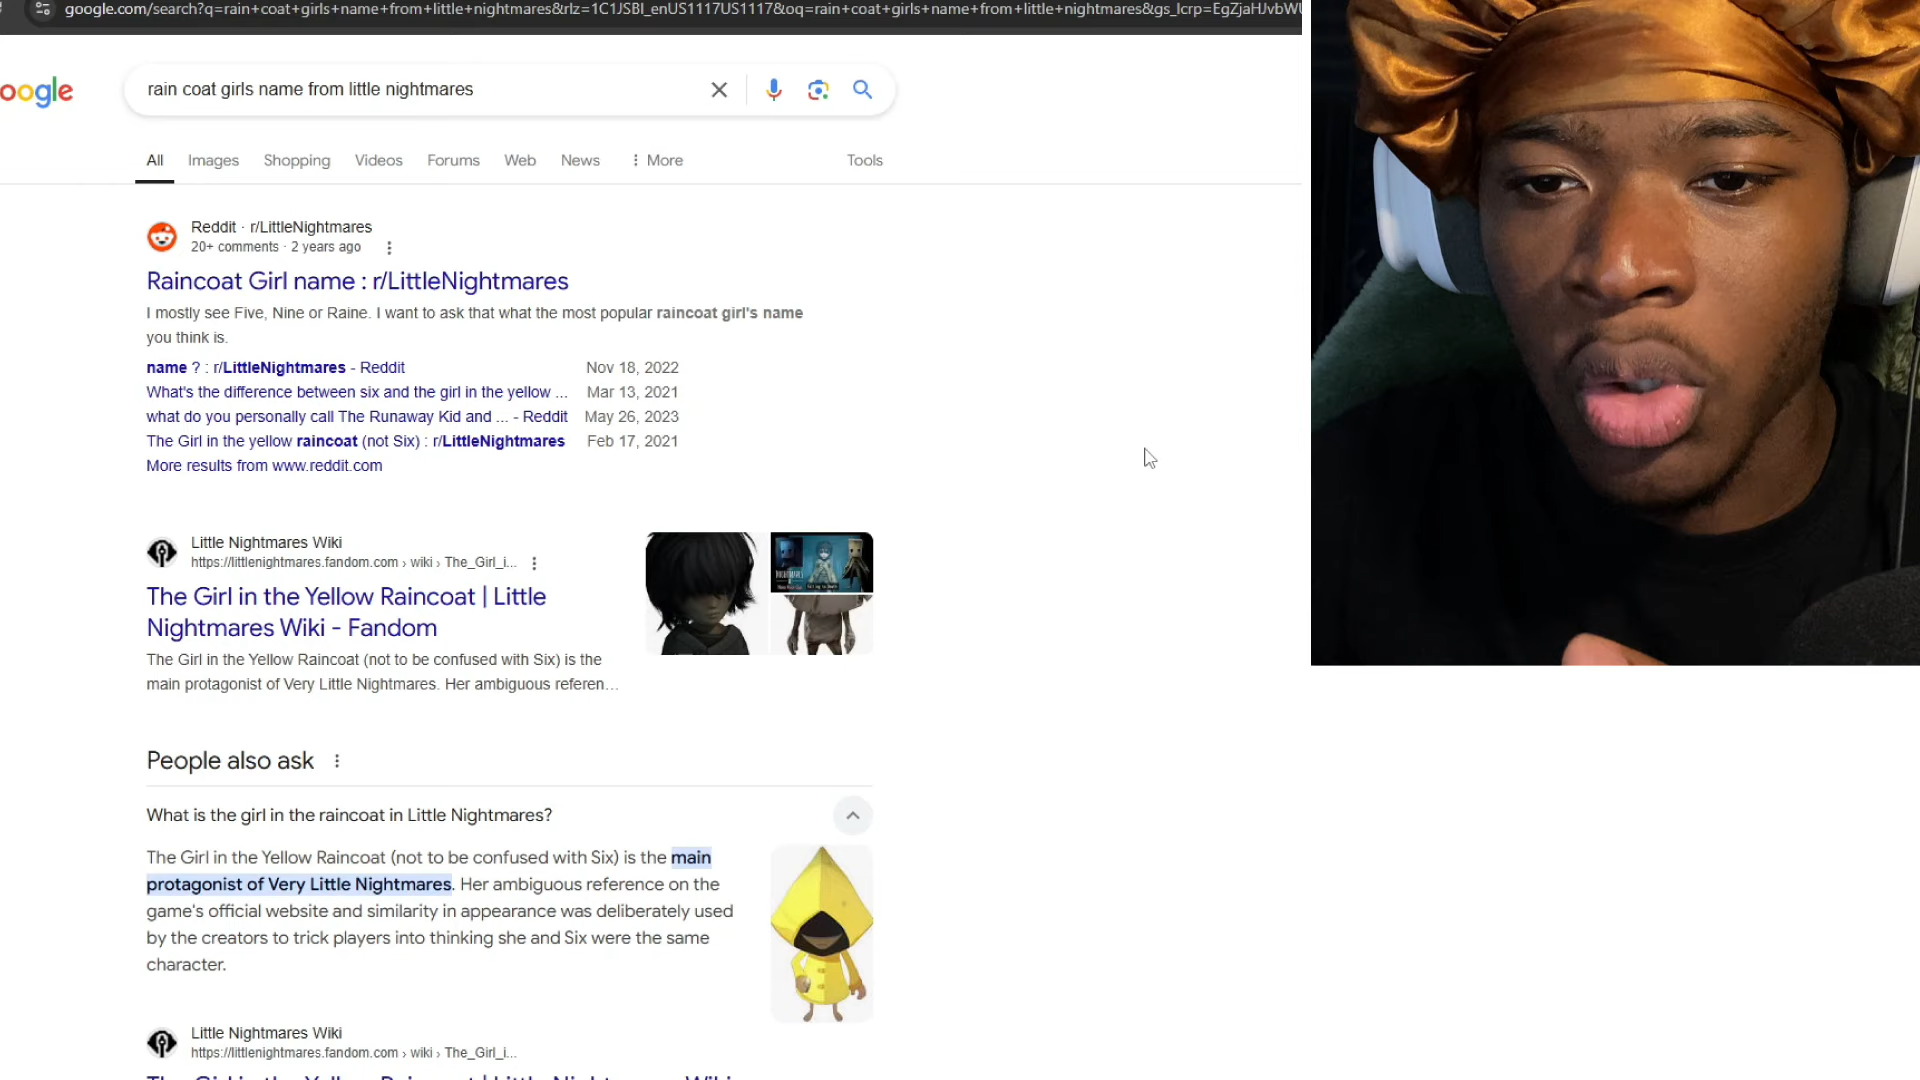 google.com/search?q=rain+coat+girls+name+from+little+nightmares&rlz=1C1JSBI_enUS1117US1117&oq=rain+coat+girls+name+from+little+nightmares&gs_lcrp=EgZjaHJvbWU
oogle
rain coat girls name from little nightmares
All Images Shopping Videos Forums Web News More Tools
Reddit · r/LittleNightmares
20+ comments · 2 years ago
Raincoat Girl name : r/LittleNightmares
I mostly see Five, Nine or Raine. I want to ask that what the most popular raincoat girl's name
you think is.
name ? : r/LittleNightmares - Reddit Nov 18, 2022
What's the difference between six and the girl in the yellow ... Mar 13, 2021
what do you personally call The Runaway Kid and ... - Reddit May 26, 2023
The Girl in the yellow raincoat (not Six) : r/LittleNightmares Feb 17, 2021
More results from www.reddit.com
Little Nightmares Wiki
https://littlenightmares.fandom.com › wiki › The_Girl_i...
The Girl in the Yellow Raincoat | Little
Nightmares Wiki - Fandom
The Girl in the Yellow Raincoat (not to be confused with Six) is the
main protagonist of Very Little Nightmares. Her ambiguous referen...
People also ask
What is the girl in the raincoat in Little Nightmares?
The Girl in the Yellow Raincoat (not to be confused with Six) is the main
protagonist of Very Little Nightmares. Her ambiguous reference on the
game's official website and similarity in appearance was deliberately used
by the creators to trick players into thinking she and Six were the same
character.
Little Nightmares Wiki
https://littlenightmares.fandom.com › wiki › The_Girl_i...
The Girl in the Yellow Raincoat | Little Nightmares Wiki